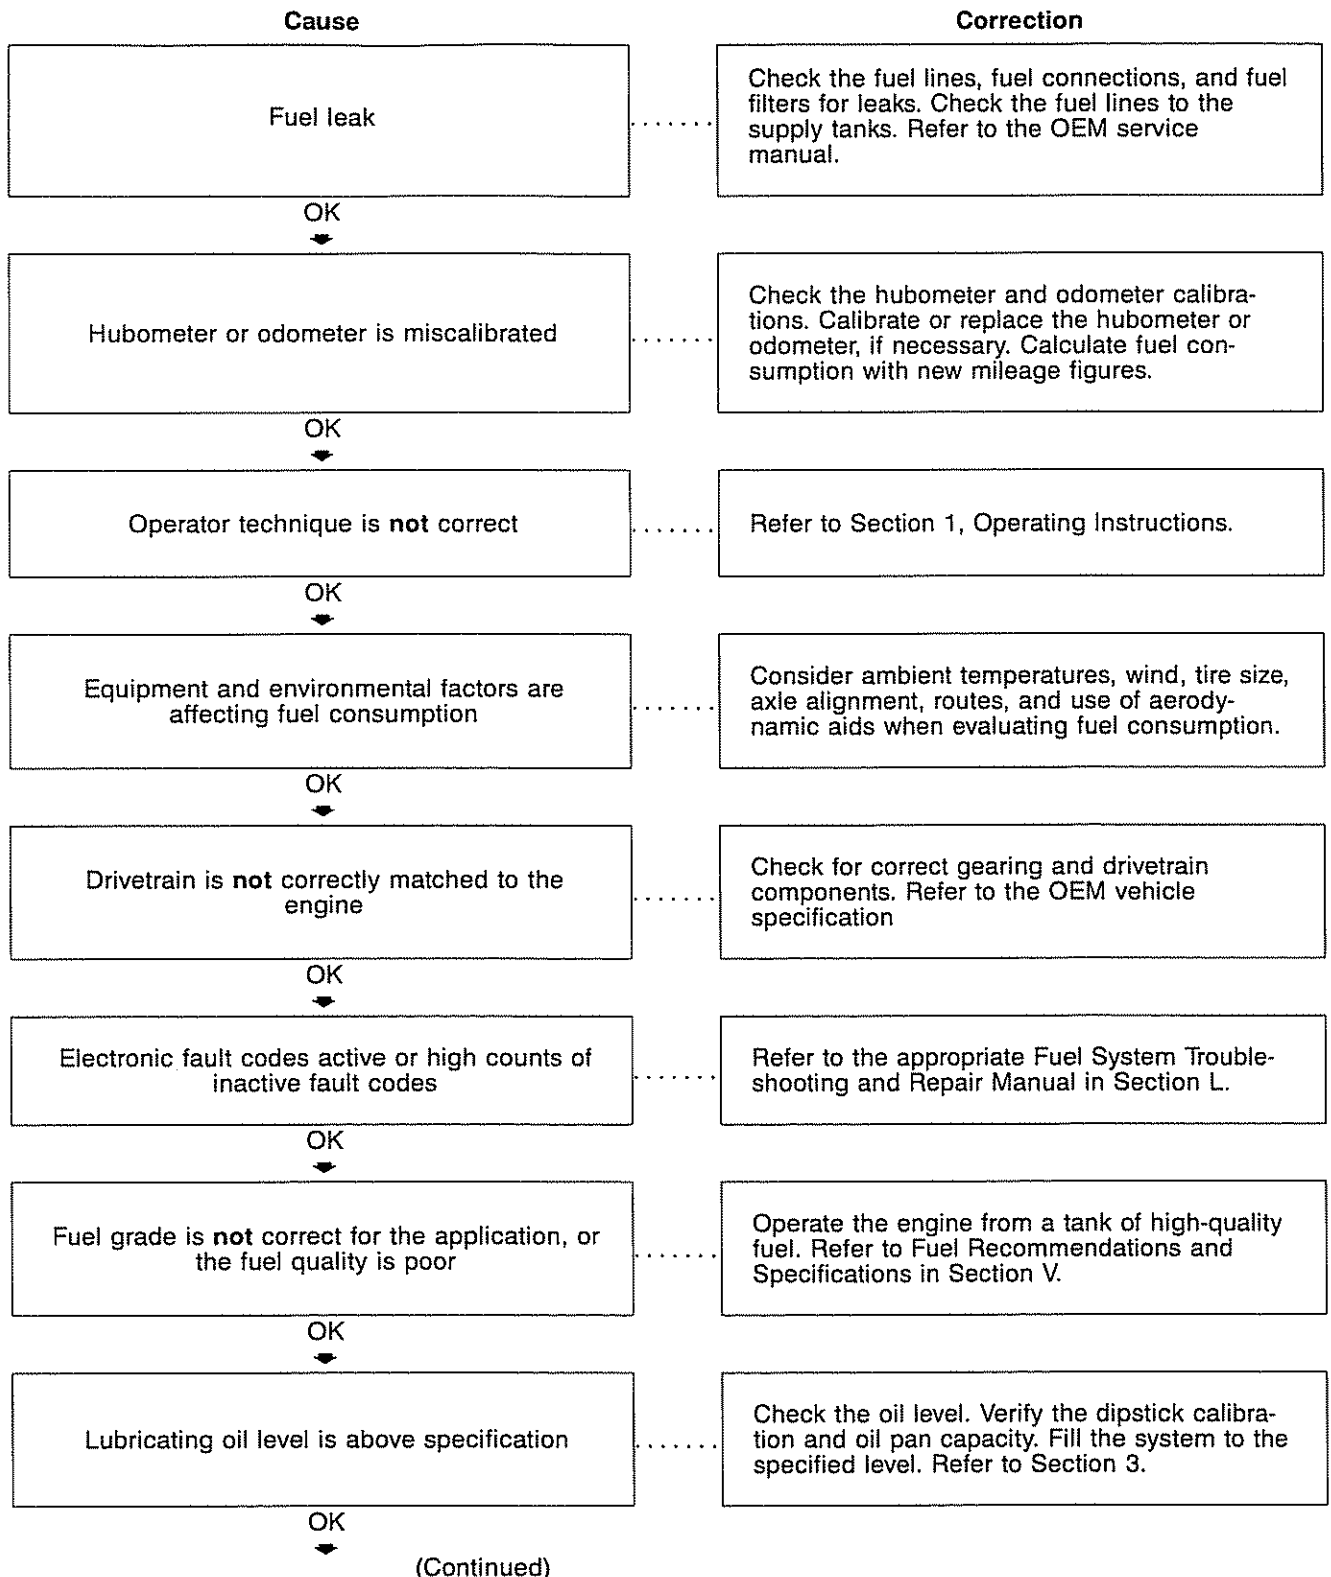 Cause
Correction
Fuel leak
Check the fuel lines, fuel connections, and fuel
filters for leaks. Check the fuel lines to the
supply tanks. Refer to the OEM service
manual.
OK
Hubometer or odometer is miscalibrated
Check the hubometer and odometer calibra-
tions. Calibrate or replace the hubometer or
odometer, if necessary. Calculate fuel con-
sumption with new mileage figures.
OK
Operator technique is not correct
Refer to Section 1, Operating Instructions.
OK
Equipment and environmental factors are
affecting fuel consumption
Consider ambient temperatures, wind, tire size,
axle alignment, routes, and use of aerody-
namic aids when evaluating fuel consumption.
OK
Drivetrain is not correctly matched to the
engine
Check for correct gearing and drivetrain
components. Refer to the OEM vehicle
specification
OK
Electronic fault codes active or high counts of
inactive fault codes
Refer to the appropriate Fuel System Trouble-
shooting and Repair Manual in Section L.
OK
Fuel grade is not correct for the application, or
the fuel quality is poor
Operate the engine from a tank of high-quality
fuel. Refer to Fuel Recommendations and
Specifications in Section V.
OK
Lubricating oil level is above specification
Check the oil level. Verify the dipstick calibra-
tion and oil pan capacity. Fill the system to the
specified level. Refer to Section 3.
OK
(Continued)